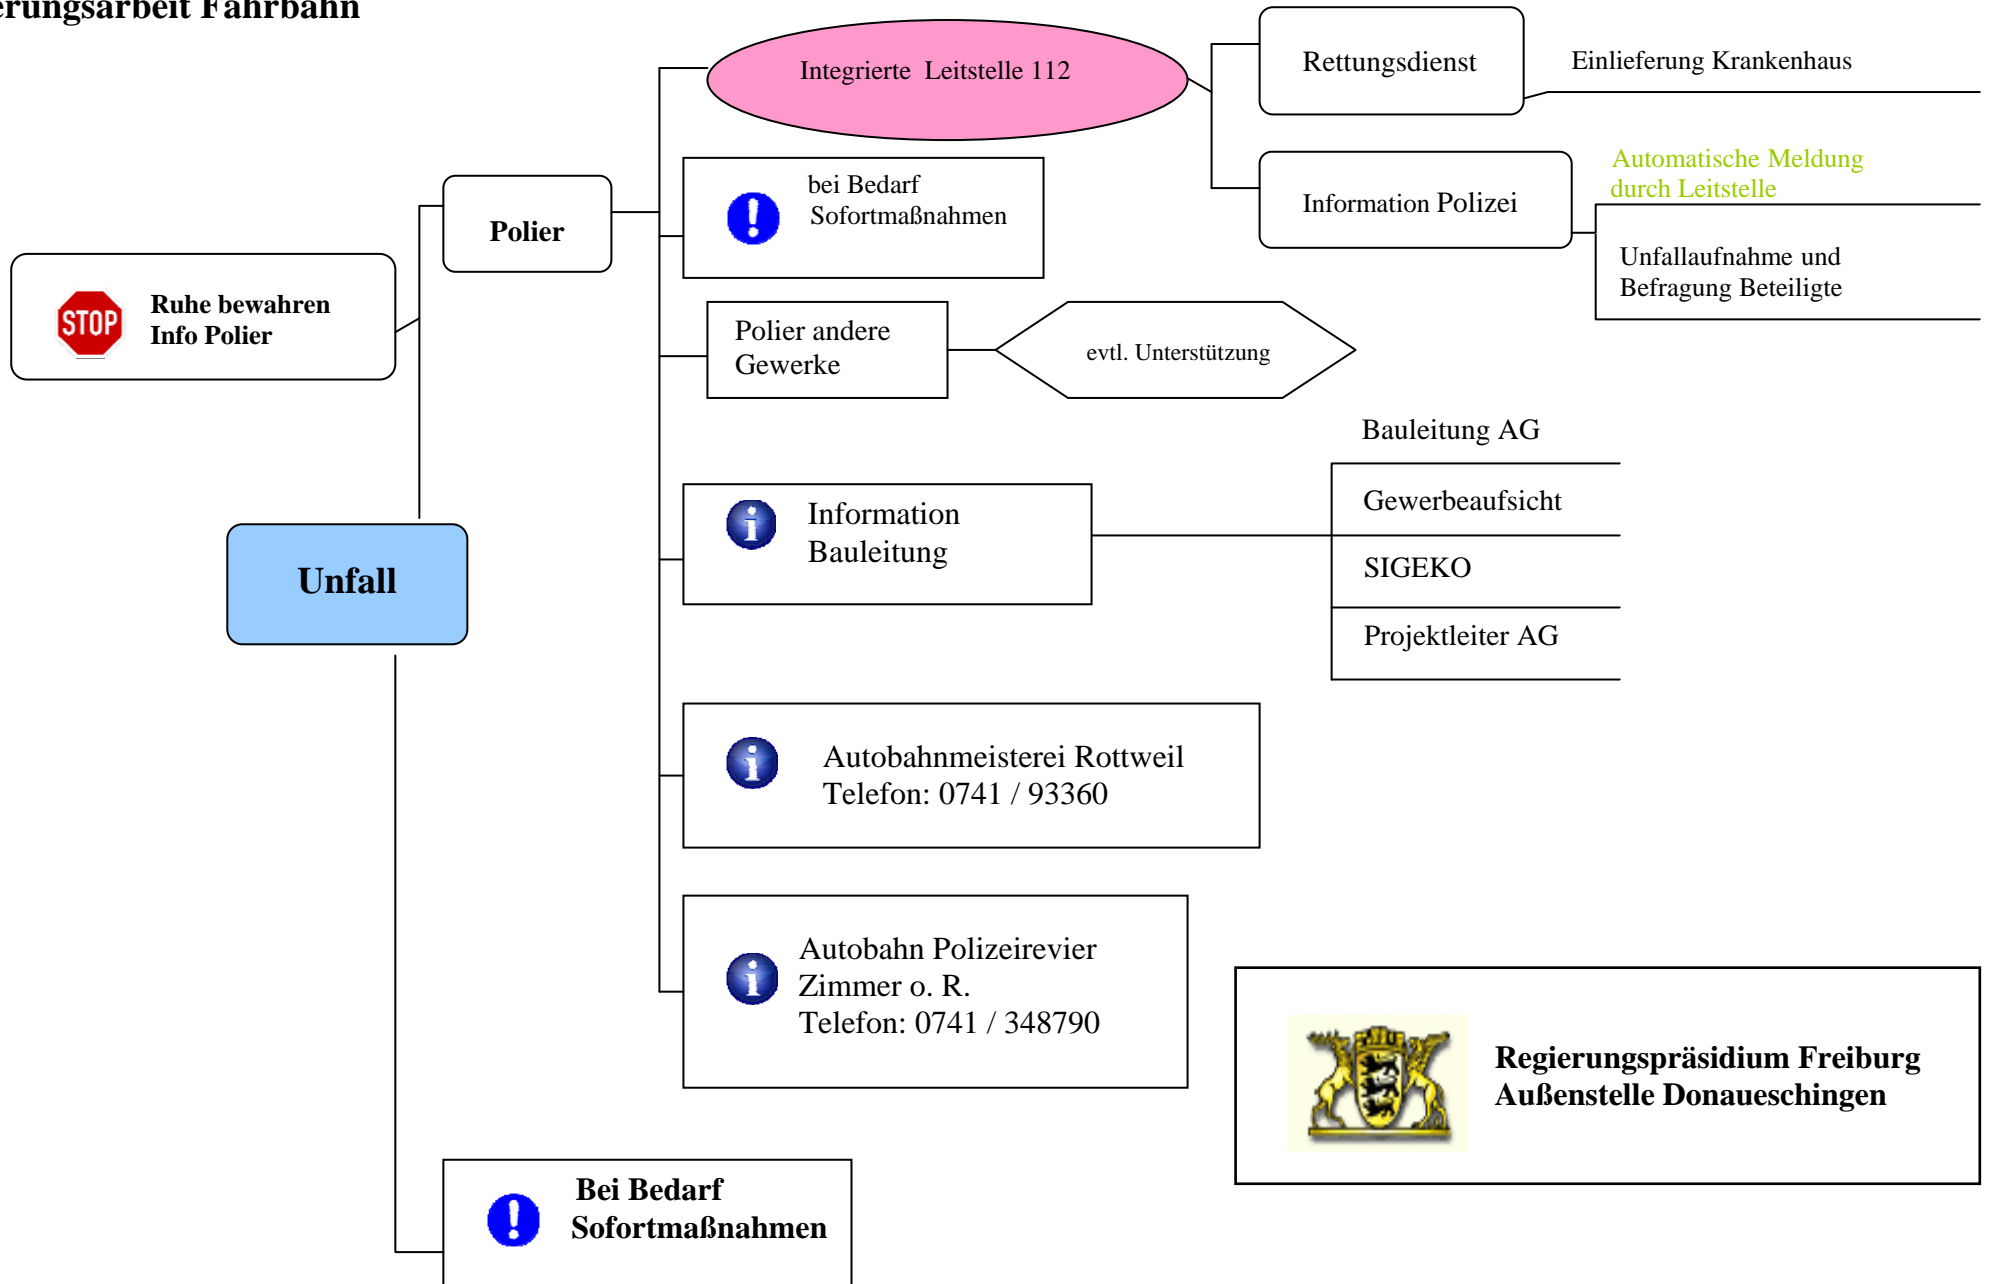 erungsarbeit Fahrbahn
Integrierte Leitstelle 112
Rettungsdienst
Einlieferung Krankenhaus
Automatische Meldung
durch Leitstelle
Information Polizei
Unfallaufnahme und
Befragung Beteiligte
bei Bedarf
Sofortmaßnahmen
Polier
STOP
Ruhe bewahren
Info Polier
Polier andere
Gewerke
evtl. Unterstützung
Bauleitung AG
Gewerbeaufsicht
SIGEKO
Projektleiter AG
Information
Bauleitung
Unfall
Autobahnmeisterei Rottweil
Telefon: 0741 / 93360
Autobahn Polizeirevier
Zimmer o. R.
Telefon: 0741 / 348790
Regierungspräsidium Freiburg
Außenstelle Donaueschingen
Bei Bedarf
Sofortmaßnahmen